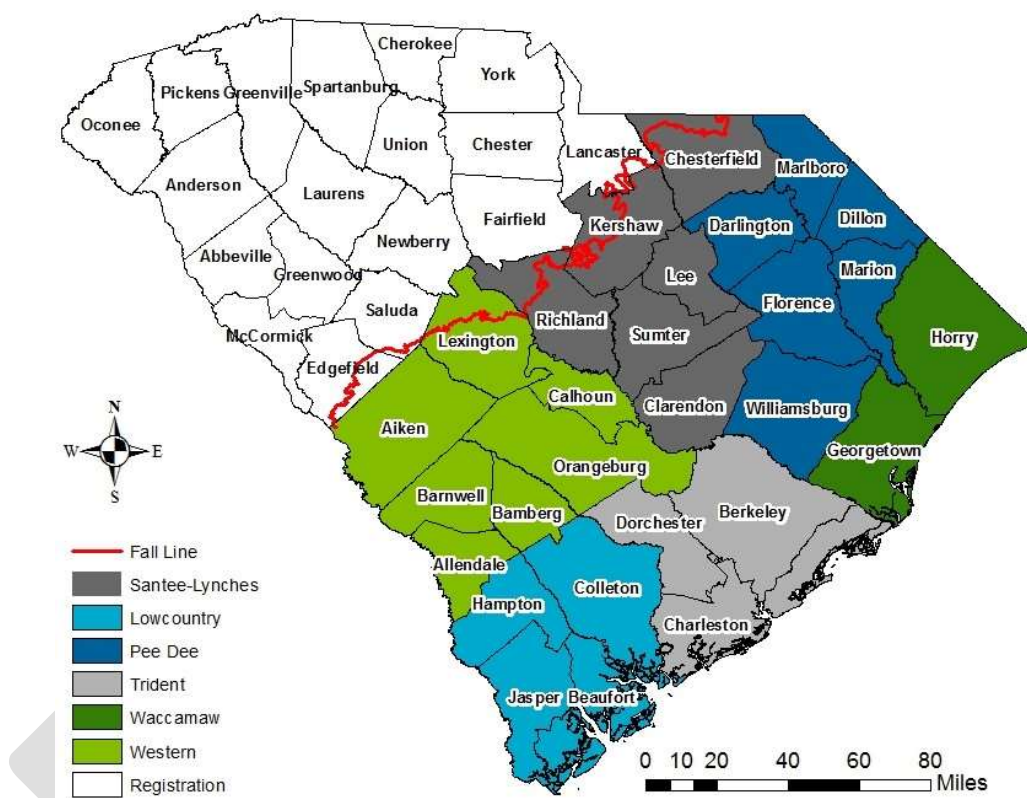 Cherokee
York
Spartanburg
Pickens
Greenville
Oconee
Union
Chester
Lancaster
Chesterfield
Marlboro
Anderson
Laurens
Fairfield
Kershaw
Darlington
Dillon
Newberry
Abbeville
Greenwood
Lee
Marion
Saluda
Florence
Richland
Sumter
McCormick
Lexington
Horry
Edgefield
Calhoun
Clarendon
Williamsburg
Aiken
Georgetown
Orangeburg
Barnwell
Bamberg
Berkeley
Dorchester
Allendale
Colleton
Hampton
Charleston
Jasper
Beaufort
N
W E
S
Fall Line
Santee-Lynches
Lowcountry
Pee Dee
Trident
Waccamaw
Western
Registration
0 10 20 40 60 80
Miles